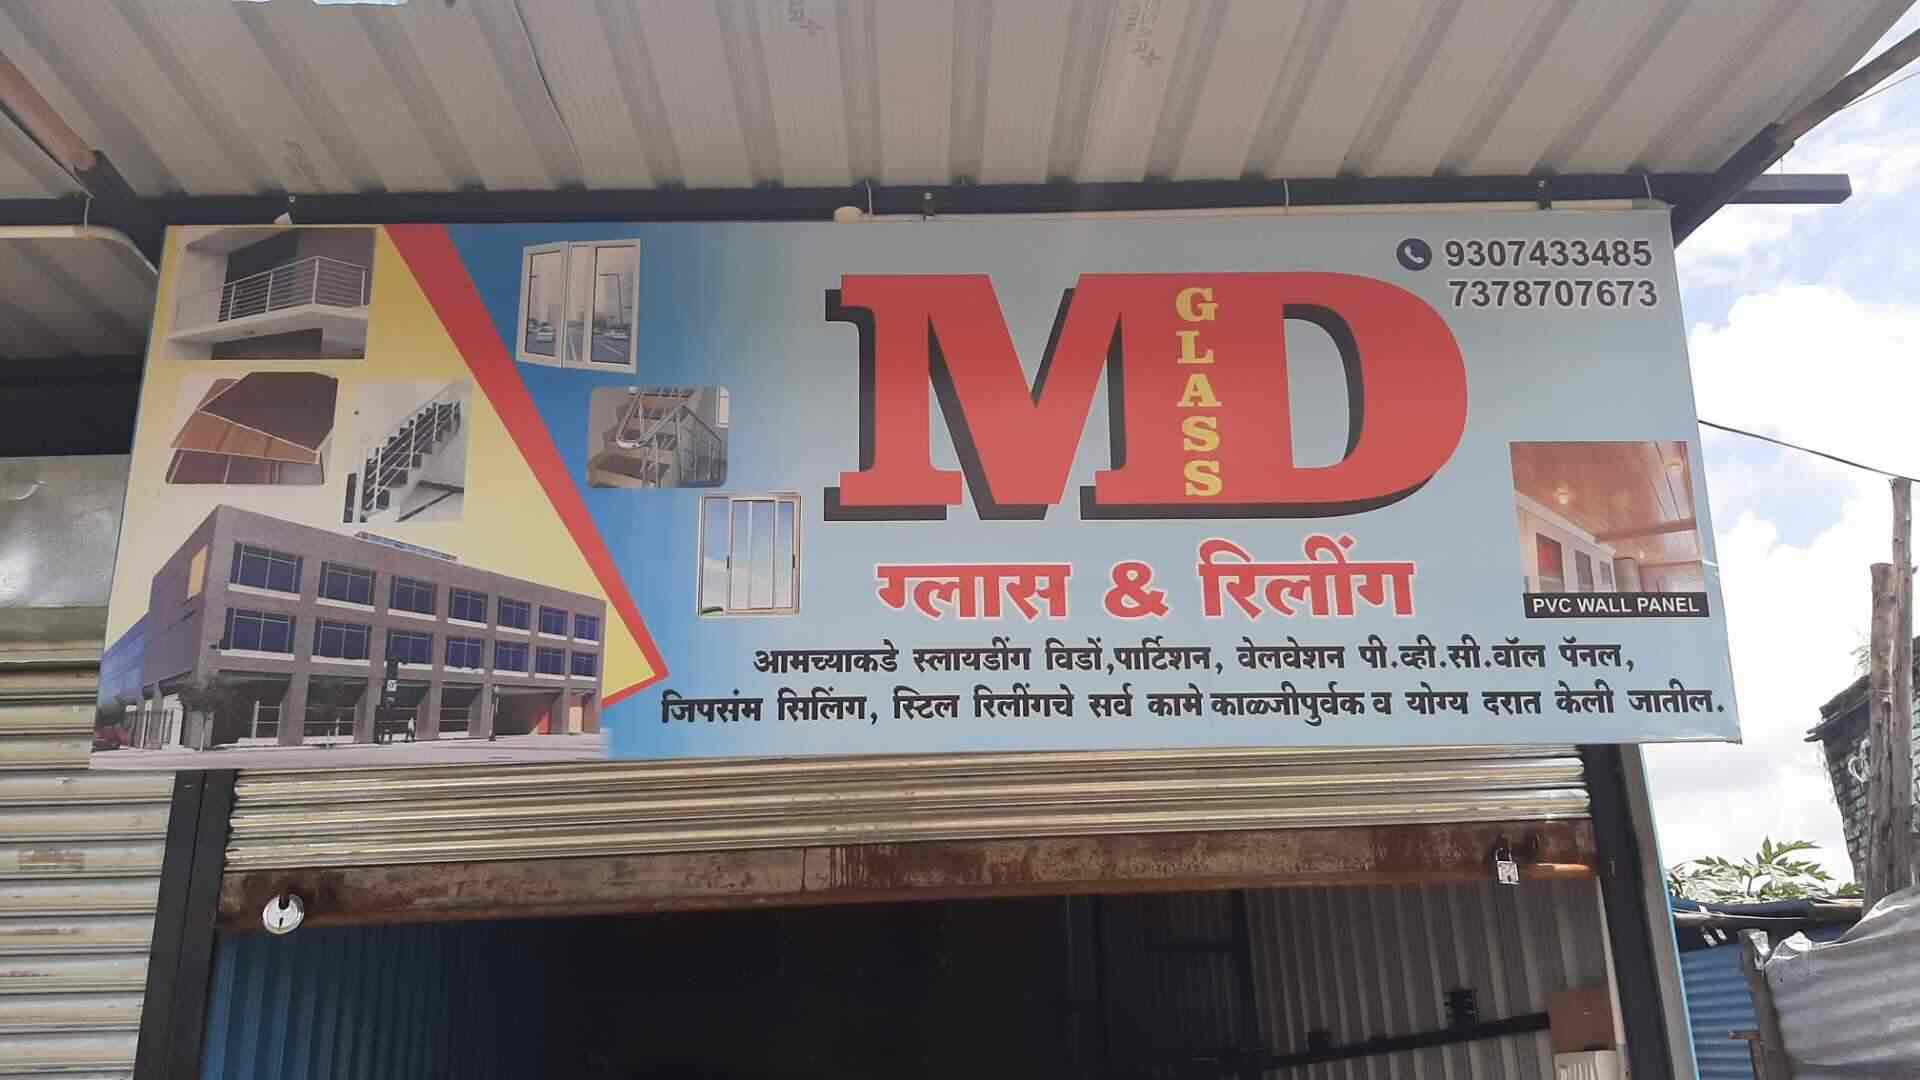 9307433485
7378707673
MD
GLASS
ग्लास & रिलींग
PVC WALL PANEL
आमच्याकडे स्लायडींग विडों,पार्टिशन, वेलवेशन पी.व्ही.सी.वॉल पॅनल,
जिपसंम सिलिंग, स्टिल रिलींगचे सर्व कामे काळजीपुर्वक व योग्य दरात केली जातील.